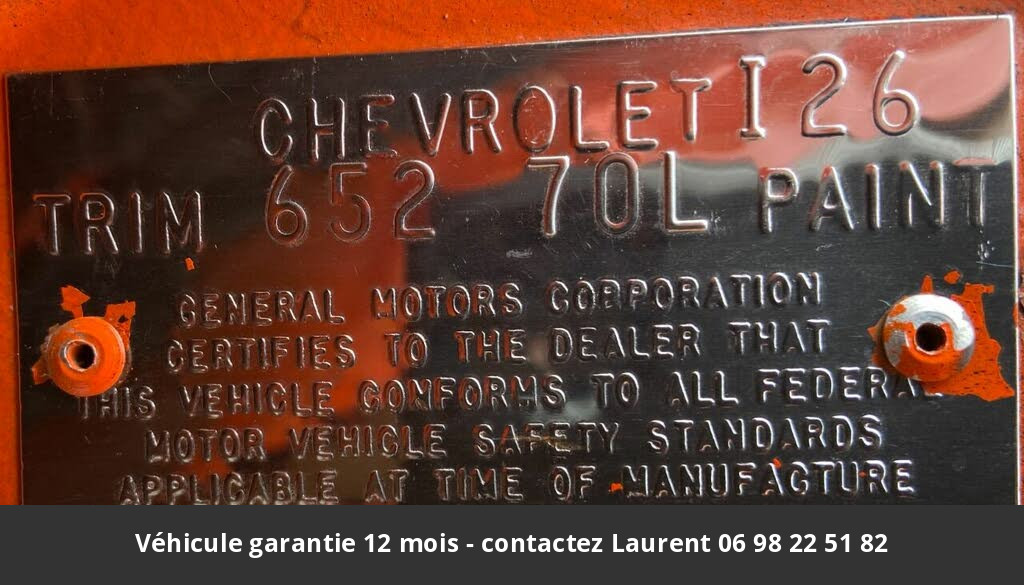 CHEVROLET I26
TRIM 652 70L PAINT
GENERAL MOTORS CORPORATION
CERTIFIES TO THE DEALER THAT
THIS VEHICLE CONFORMS TO ALL FEDERAL
MOTOR VEHICLE SAFETY STANDARDS
APPLICABLE AT TIME OF MANUFACTURE
Véhicule garantie 12 mois - contactez Laurent 06 98 22 51 82